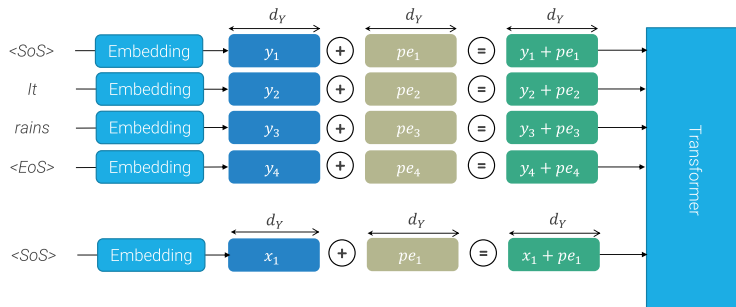 d_Y d_Y d_Y
<SoS> Embedding y_1 + pe_1 = y_1 + pe_1
It Embedding y_2 + pe_2 = y_2 + pe_2
rains Embedding y_3 + pe_3 = y_3 + pe_3
<EoS> Embedding y_4 + pe_4 = y_4 + pe_4
d_Y d_Y d_Y
<SoS> Embedding x_1 + pe_1 = x_1 + pe_1
Transformer